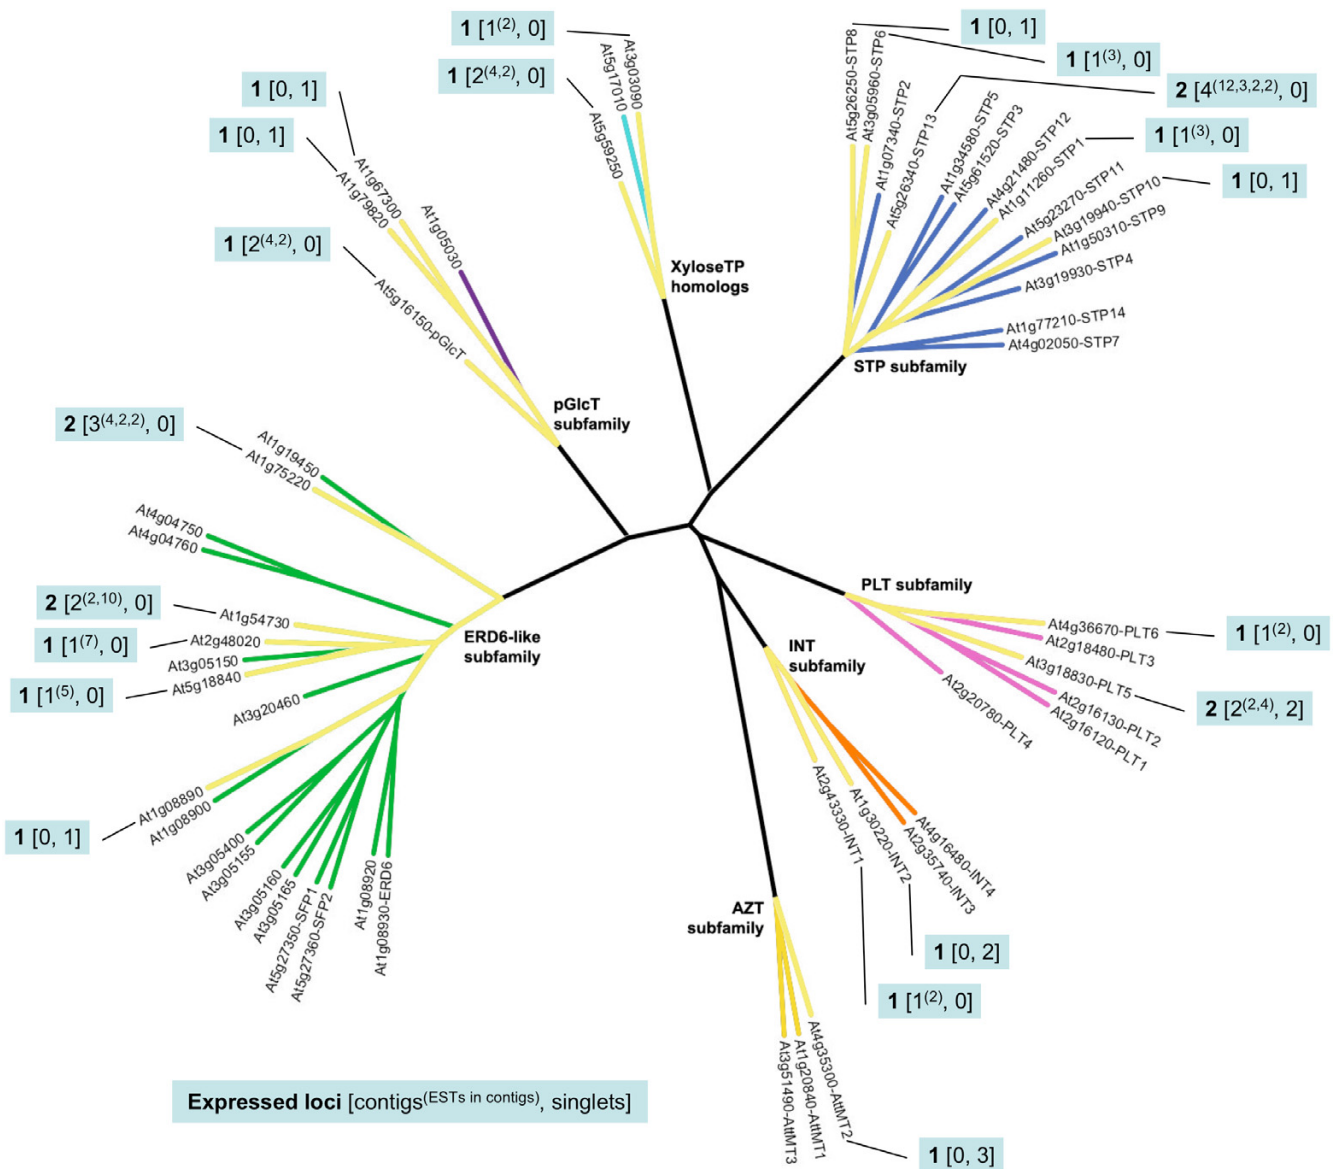 1 [1(2), 0]
1 [2(4,2), 0]
1 [0, 1]
1 [0, 1]
1 [2(4,2), 0]
At3g03090
At5g17010
At5g59250
XyloseTP
homologs
At1g67300
At1g79820
At1g05030
At5g16150-pGlcT
pGlcT
subfamily
1 [0, 1]
1 [1(3), 0]
2 [4(12,3,2,2), 0]
1 [1(3), 0]
1 [0, 1]
At5g26250-STP8
At3g05960-STP6
At1g07340-STP2
At5g26340-STP13
At1g34580-STP5
At5g61520-STP3
At4g21480-STP12
At1g11260-STP1
At5g23270-STP11
At3g19940-STP10
At1g50310-STP9
At3g19930-STP4
At1g77210-STP14
At4g02050-STP7
STP subfamily
2 [3(4,2,2), 0]
At1g19450
At1g75220
At4g04750
At4g04760
2 [2(2,10), 0]
At1g54730
1 [1(7), 0]
At2g48020
At3g05150
1 [1(5), 0]
At5g18840
At3g20460
ERD6-like
subfamily
At1g08890
At1g08900
1 [0, 1]
At3g05400
At3g05155
At3g05160
At3g05165
At5g27350-SFP1
At5g27360-SFP2
At1g08920
At1g08930-ERD6
PLT subfamily
At4g36670-PLT6
1 [1(2), 0]
At2g18480-PLT3
At3g18830-PLT5
2 [2(2,4), 2]
At2g16130-PLT2
At2g16120-PLT1
At2g20780-PLT4
INT
subfamily
At2g43330-INT1
At1g30220-INT2
At4g16480-INT4
At2g35740-INT3
1 [0, 2]
1 [1(2), 0]
AZT
subfamily
At4g35300-AttMT2
At1g20840-AttMT1
At3g51490-AttMT3
1 [0, 3]
Expressed loci [contigs(ESTs in contigs), singlets]